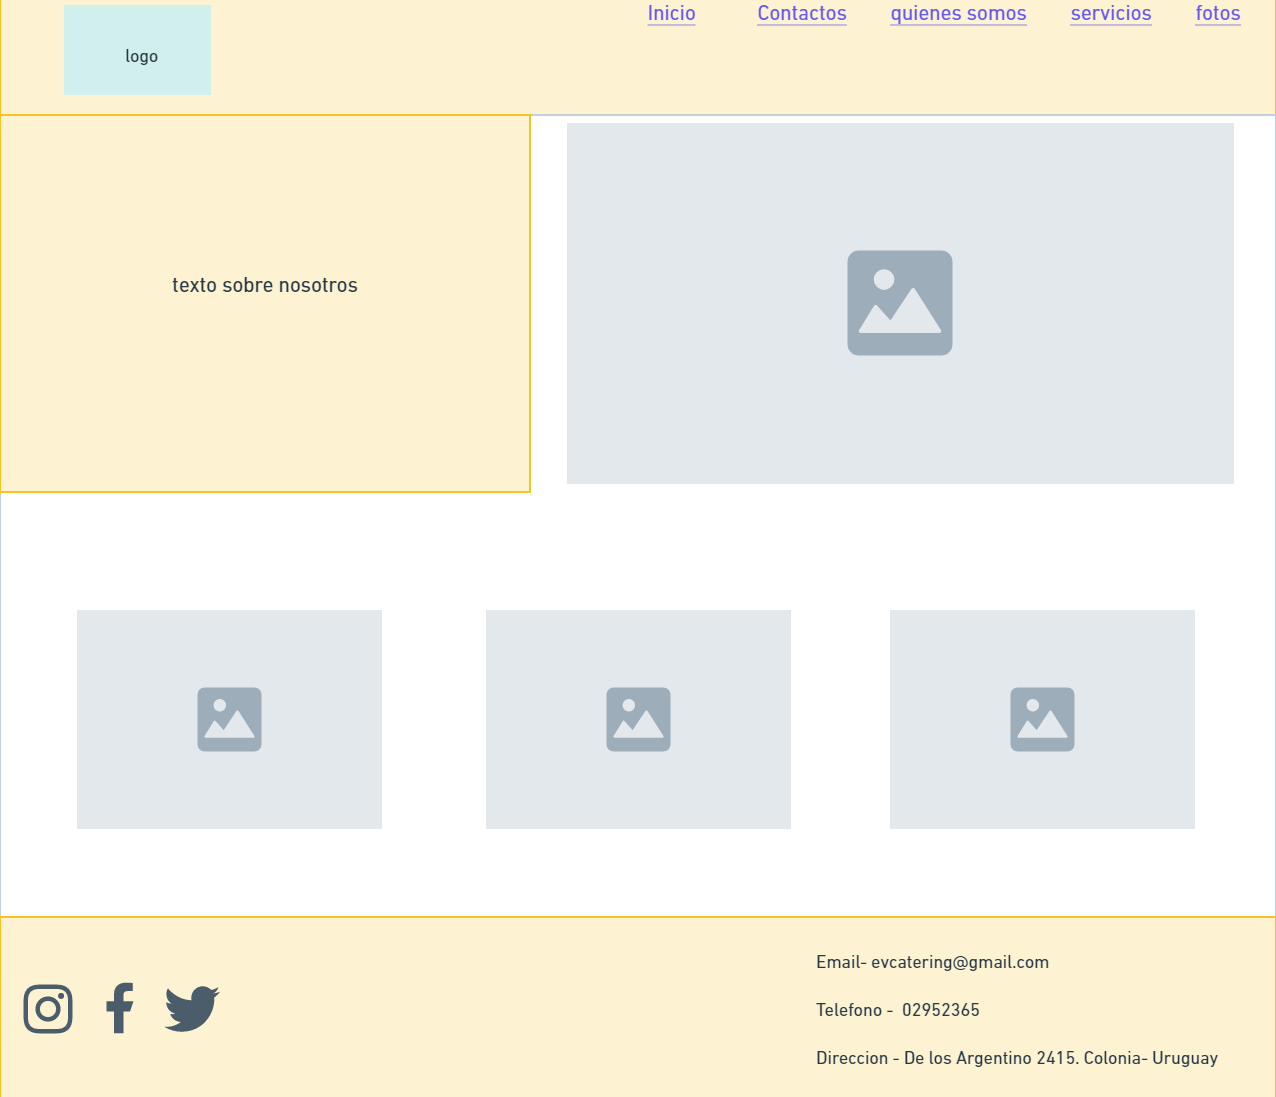 logo
Inicio Contactos quienes somos servicios fotos
texto sobre nosotros
Email- evcatering@gmail.com
Telefono - 02952365
Direccion - De los Argentino 2415. Colonia- Uruguay